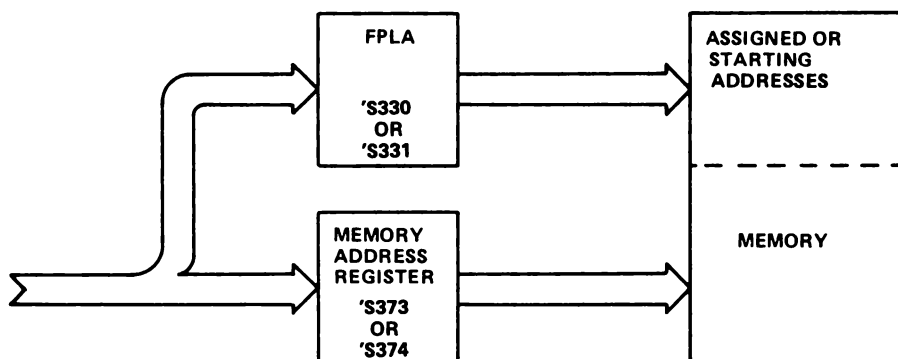 FPLA
'S330
OR
'S331
ASSIGNED OR
STARTING
ADDRESSES
MEMORY
ADDRESS
REGISTER
'S373
OR
'S374
MEMORY